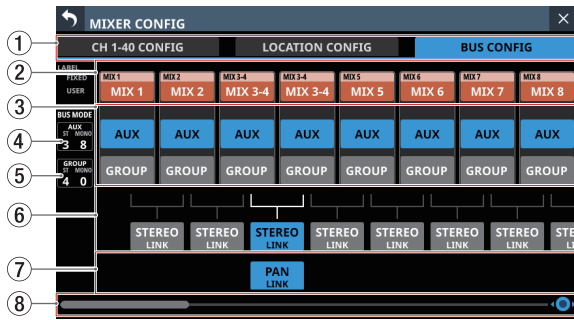 MIXER CONFIG
1 CH 1-40 CONFIG LOCATION CONFIG BUS CONFIG
LABEL
2 FIXED MIX 1 MIX 2 MIX 3-4 MIX 3-4 MIX 5 MIX 6 MIX 7 MIX 8
USER MIX 1 MIX 2 MIX 3-4 MIX 3-4 MIX 5 MIX 6 MIX 7 MIX 8
3
BUS MODE
AUX AUX AUX AUX AUX AUX AUX AUX AUX
ST MONO
4 3 8
GROUP GROUP GROUP GROUP GROUP GROUP GROUP GROUP GROUP
ST MONO
5 4 0
6
STEREO STEREO STEREO STEREO STEREO STEREO STEREO STE
LINK LINK LINK LINK LINK LINK LINK
7 PAN
LINK
8